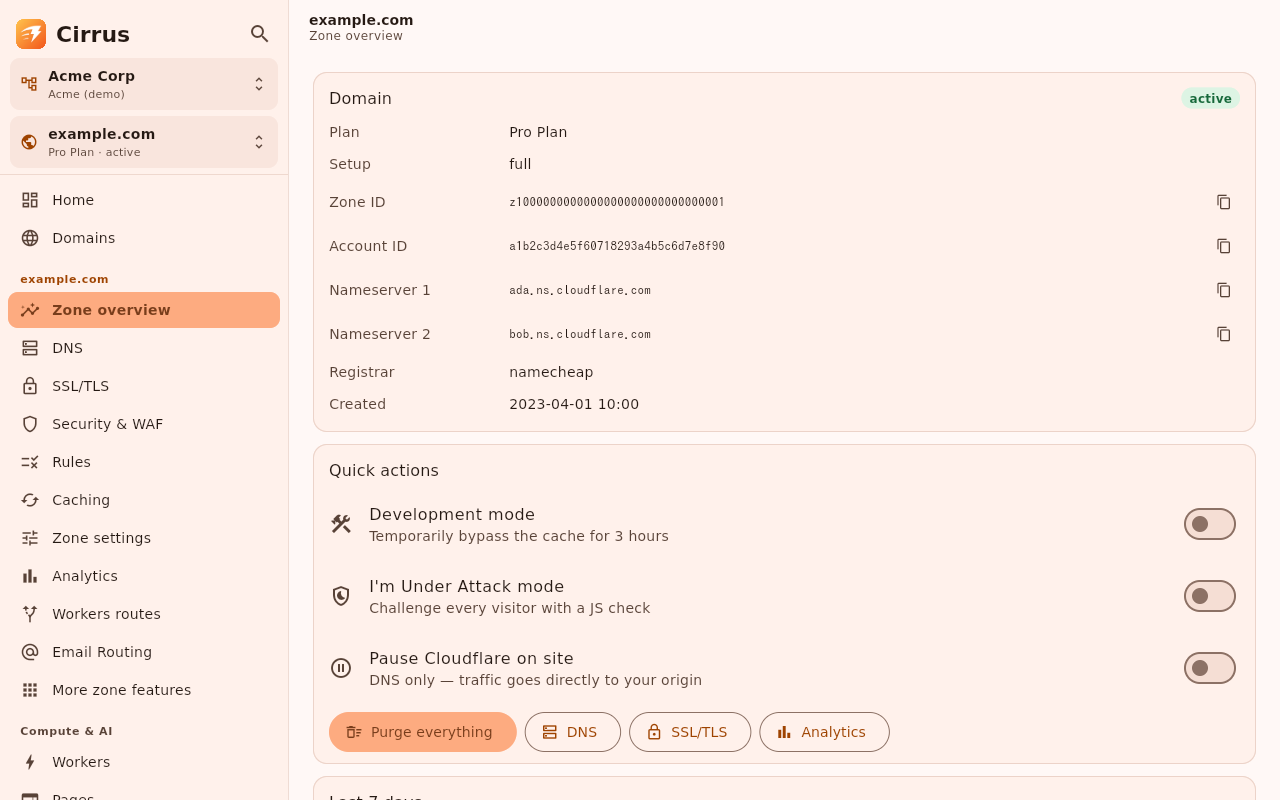 Cirrus
Acme Corp
Acme (demo)
example.com
Pro Plan · active
Home
Domains
example.com
Zone overview
DNS
SSL/TLS
Security & WAF
Rules
Caching
Zone settings
Analytics
Workers routes
Email Routing
More zone features
Compute & AI
Workers
Pages
example.com
Zone overview
Domain
active
Plan
Pro Plan
Setup
full
Zone ID
z1000000000000000000000000000001
Account ID
a1b2c3d4e5f60718293a4b5c6d7e8f90
Nameserver 1
ada.ns.cloudflare.com
Nameserver 2
bob.ns.cloudflare.com
Registrar
namecheap
Created
2023-04-01 10:00
Quick actions
Development mode
Temporarily bypass the cache for 3 hours
I'm Under Attack mode
Challenge every visitor with a JS check
Pause Cloudflare on site
DNS only — traffic goes directly to your origin
Purge everything
DNS
SSL/TLS
Analytics
Last 7 days